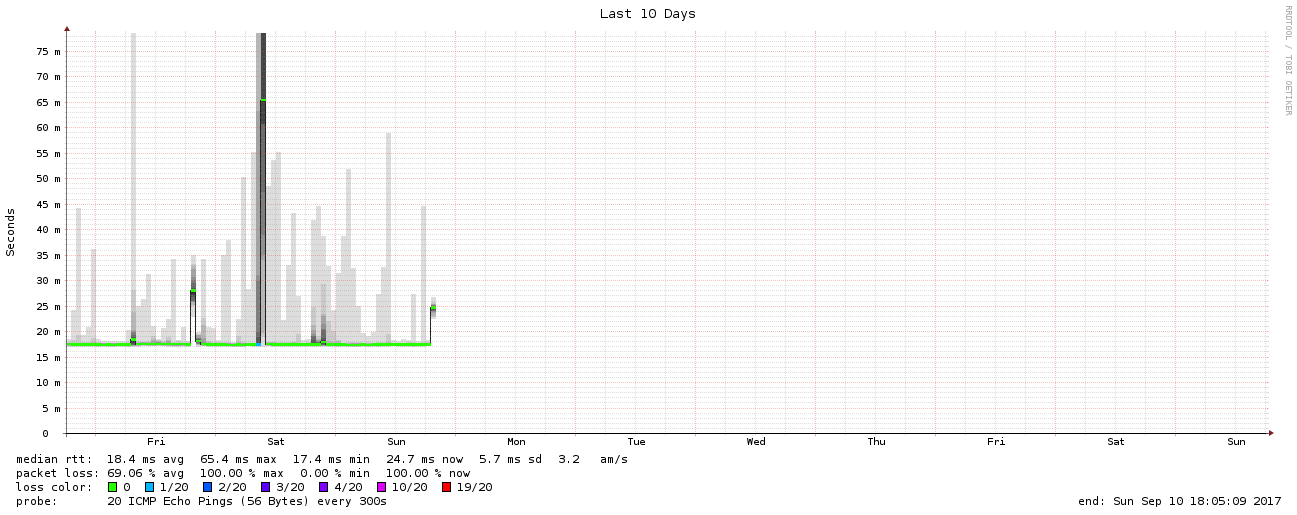 Last 10 Days
RRDTOOL / TOBI OETIKER
Seconds
75 m
70 m
65 m
60 m
55 m
50 m
45 m
40 m
35 m
30 m
25 m
20 m
15 m
10 m
5 m
0
Fri Sat Sun Mon Tue Wed Thu Fri Sat Sun
median rtt: 18.4 ms avg 65.4 ms max 17.4 ms min 24.7 ms now 5.7 ms sd 3.2 am/s
packet loss: 69.06 % avg 100.00 % max 0.00 % min 100.00 % now
loss color: 0 1/20 2/20 3/20 4/20 10/20 19/20
probe: 20 ICMP Echo Pings (56 Bytes) every 300s end: Sun Sep 10 18:05:09 2017